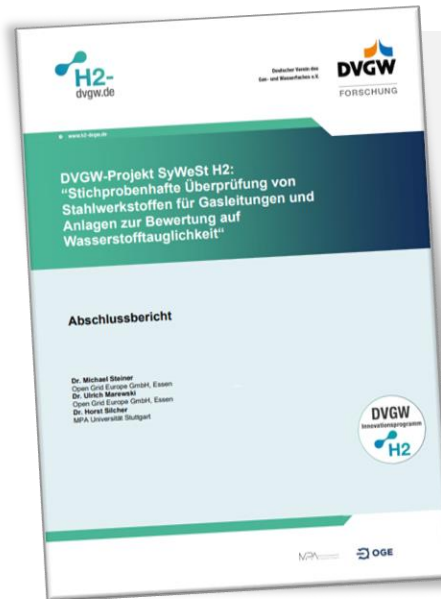 H2-
dvgw.de
Deutscher Verein des
Gas- und Wasserfaches e.V.
DVGW
FORSCHUNG
www.h2-dvgw.de
DVGW-Projekt SyWeSt H2:
“Stichprobenhafte Überprüfung von
Stahlwerkstoffen für Gasleitungen und
Anlagen zur Bewertung auf
Wasserstofftauglichkeit“
Abschlussbericht
Dr. Michael Steiner
Open Grid Europe GmbH, Essen
Dr. Ulrich Marewski
Open Grid Europe GmbH, Essen
Dr. Horst Silcher
MPA Universität Stuttgart
DVGW
Innovationsprogramm
H2
MPA
OGE